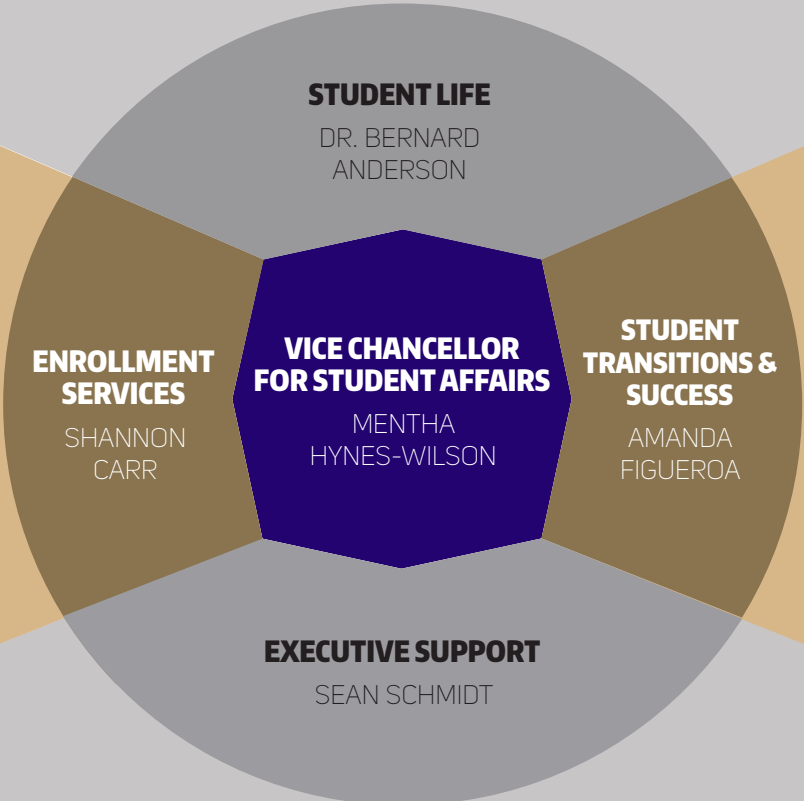 STUDENT LIFE
DR. BERNARD
ANDERSON
ENROLLMENT
SERVICES
SHANNON
CARR
VICE CHANCELLOR
FOR STUDENT AFFAIRS
MENTHA
HYNES-WILSON
STUDENT
TRANSITIONS &
SUCCESS
AMANDA
FIGUEROA
EXECUTIVE SUPPORT
SEAN SCHMIDT